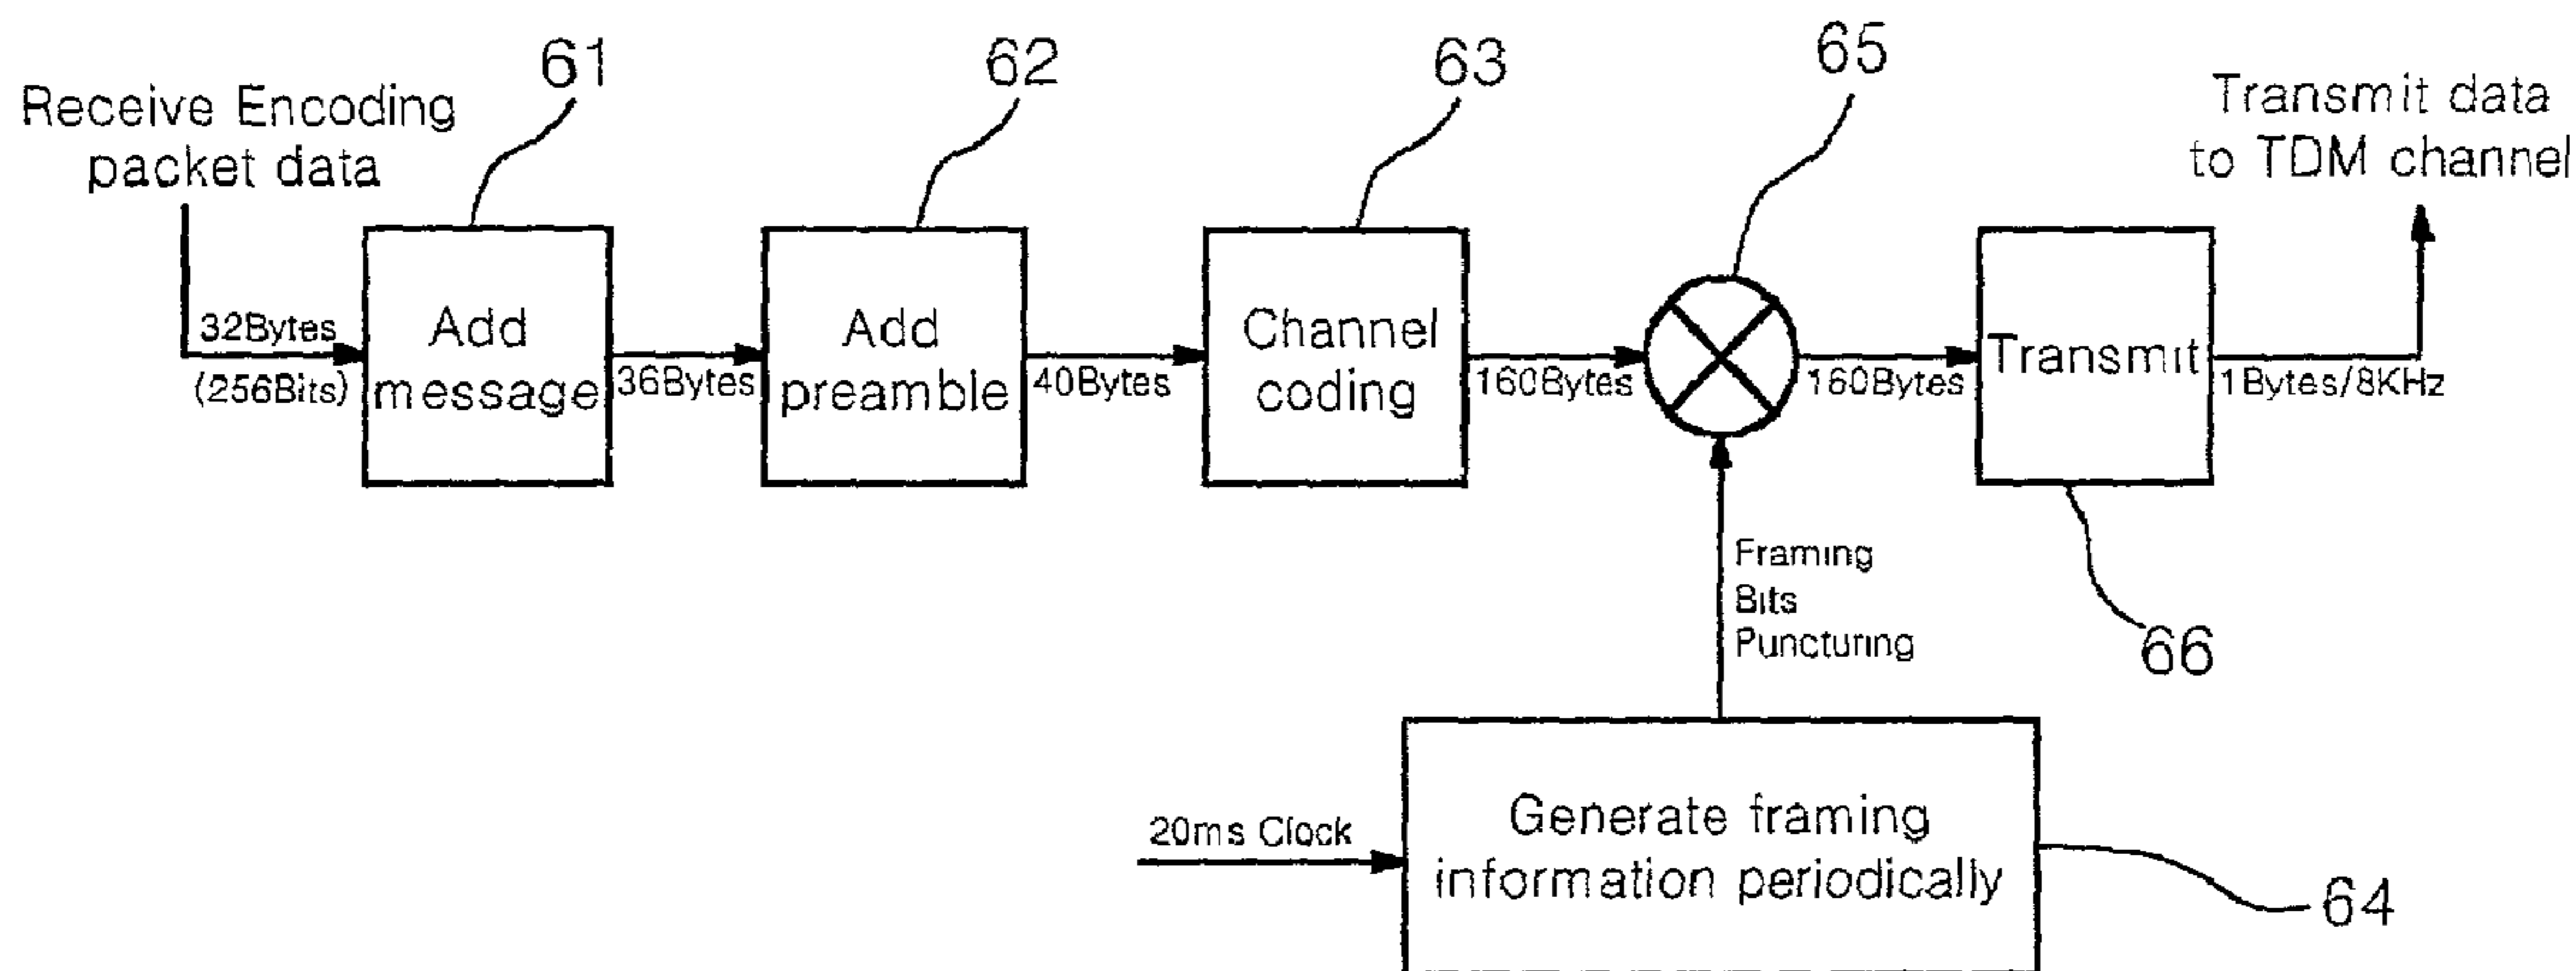 61
62
63
65
Receive Encoding
packet data
Transmit data
to TDM channel
32Bytes
(256Bits)
Add
message
36Bytes
Add
preamble
40Bytes
Channel
coding
160Bytes
160Bytes
Transmit
1Bytes/8KHz
Framing
Bits
Puncturing
66
20ms Clock
Generate framing
information periodically
64